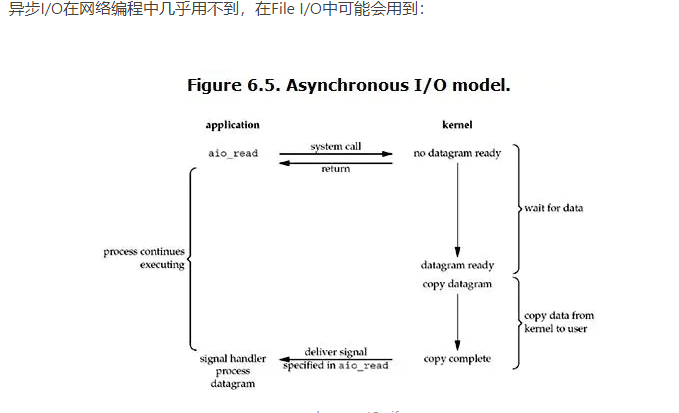 异步I/O在网络编程中几乎用不到，在File I/O中可能会用到：
Figure 6.5. Asynchronous I/O model.
application
kernel
aio_read
system call
return
no datagram ready
wait for data
process continues
executing
datagram ready
copy datagram
copy data from
kernel to user
signal handler
process
datagram
deliver signal
specified in aio_read
copy complete